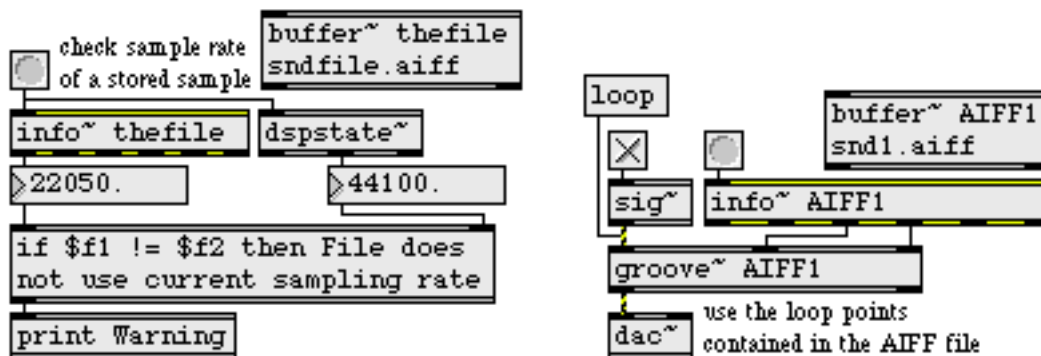 check sample rate
of a stored sample
buffer~ thefile
sndfile.aiff
info~ thefile
dspstate~
22050.
44100.
if $f1 != $f2 then File does
not use current sampling rate
print Warning
loop
buffer~ AIFF1
snd1.aiff
sig~
info~ AIFF1
groove~ AIFF1
dac~
use the loop points
contained in the AIFF file